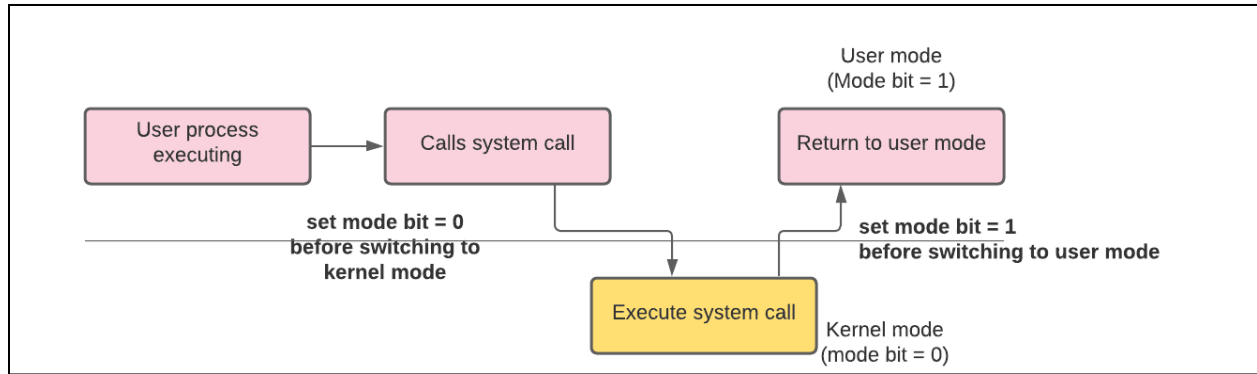 User mode
(Mode bit = 1)
User process
executing
Calls system call
Return to user mode
set mode bit = 0
before switching to
kernel mode
set mode bit = 1
before switching to user mode
Execute system call
Kernel mode
(mode bit = 0)